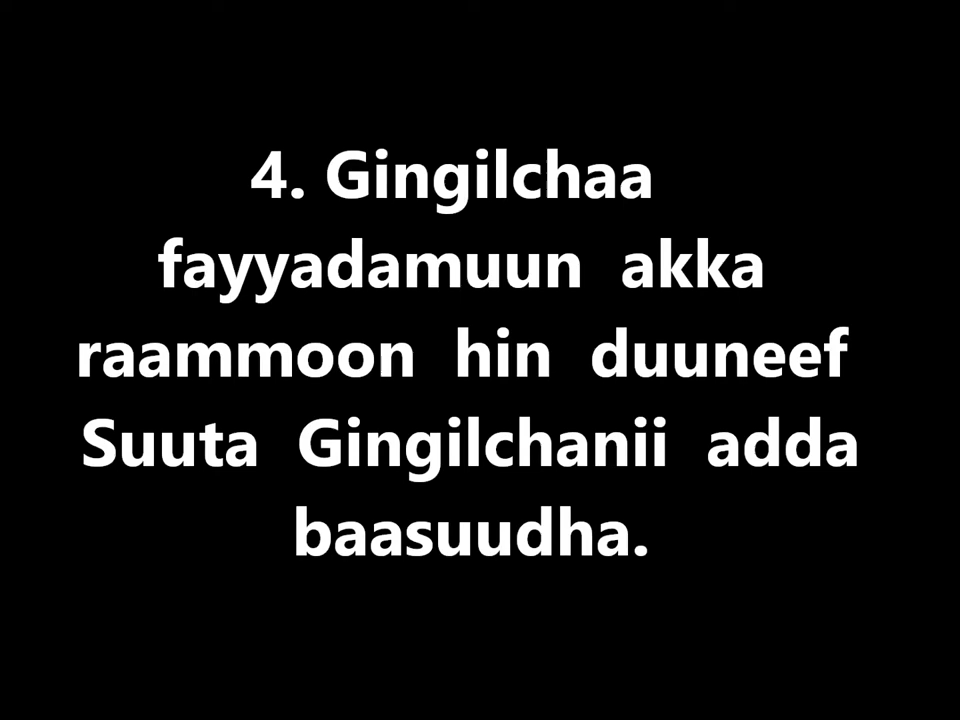 4. Gingilchaa
fayyadamuun akka
raammoon hin duuneef
Suuta Gingilchanii adda
baasuudha.